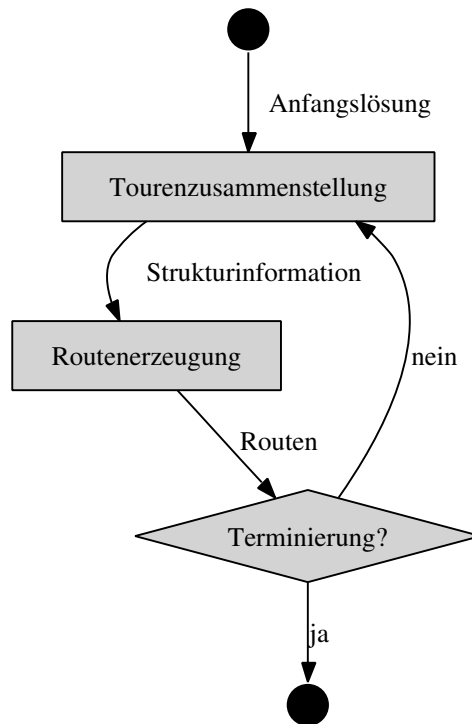 Anfangslösung
Tourenzusammenstellung
Strukturinformation
Routenerzeugung
nein
Routen
Terminierung?
ja